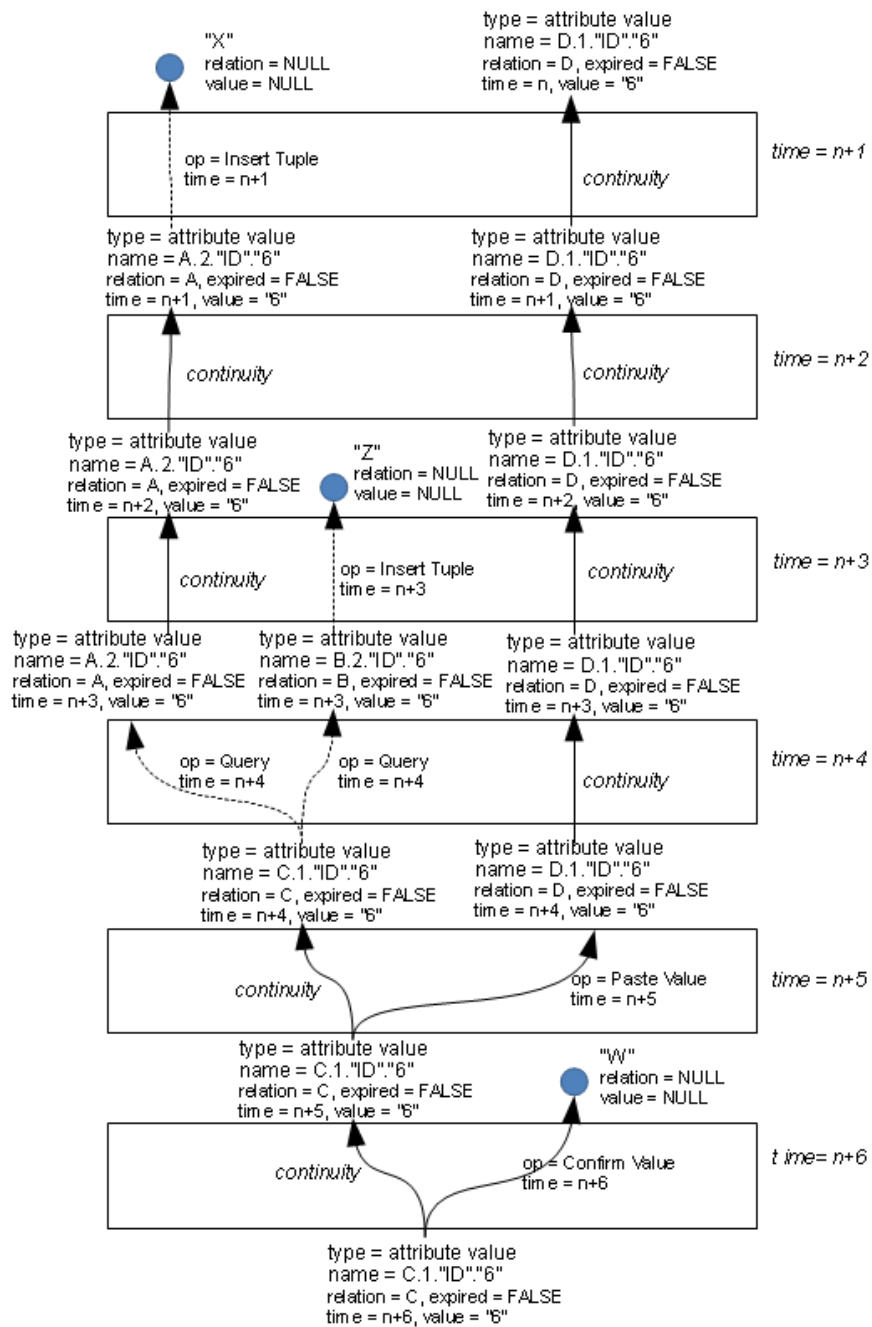 "X"
relation = NULL
value = NULL
type = attribute value
name = D.1."ID"."6"
relation = D, expired = FALSE
time = n, value = "6"
op = Insert Tuple
time = n+1
continuity
time = n+1
type = attribute value
name = A.2."ID"."6"
relation = A, expired = FALSE
time = n+1, value = "6"
type = attribute value
name = D.1."ID"."6"
relation = D, expired = FALSE
time = n+1, value = "6"
continuity
continuity
time = n+2
type = attribute value
name = A.2."ID"."6"
relation = A, expired = FALSE
time = n+2, value = "6"
"Z"
relation = NULL
value = NULL
type = attribute value
name = D.1."ID"."6"
relation = D, expired = FALSE
time = n+2, value = "6"
continuity
op = Insert Tuple
time = n+3
continuity
time = n+3
type = attribute value
name = A.2."ID"."6"
relation = A, expired = FALSE
time = n+3, value = "6"
type = attribute value
name = B.2."ID"."6"
relation = B, expired = FALSE
time = n+3, value = "6"
type = attribute value
name = D.1."ID"."6"
relation = D, expired = FALSE
time = n+3, value = "6"
op = Query
time = n+4
op = Query
time = n+4
continuity
time = n+4
type = attribute value
name = C.1."ID"."6"
relation = C, expired = FALSE
time = n+4, value = "6"
type = attribute value
name = D.1."ID"."6"
relation = D, expired = FALSE
time = n+4, value = "6"
continuity
op = Paste Value
time = n+5
time = n+5
type = attribute value
name = C.1."ID"."6"
relation = C, expired = FALSE
time = n+5, value = "6"
"W"
relation = NULL
value = NULL
continuity
op = Confirm Value
time = n+6
t ime= n+6
type = attribute value
name = C.1."ID"."6"
relation = C, expired = FALSE
time = n+6, value = "6"